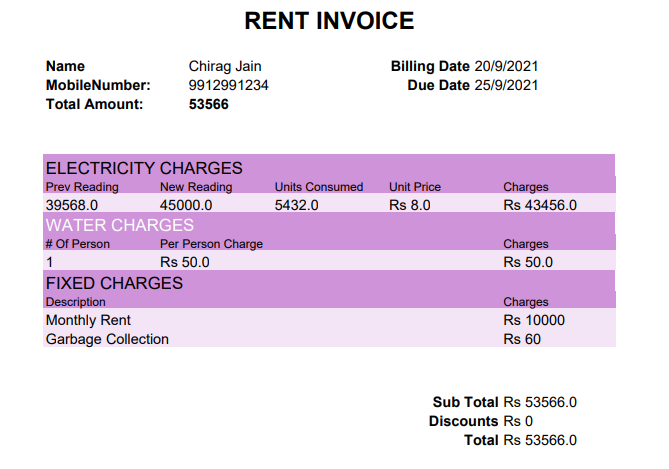 RENT INVOICE
Name Chirag Jain Billing Date 20/9/2021
MobileNumber: 9912991234 Due Date 25/9/2021
Total Amount: 53566
ELECTRICITY CHARGES
Prev Reading New Reading Units Consumed Unit Price Charges
39568.0 45000.0 5432.0 Rs 8.0 Rs 43456.0
WATER CHARGES
# Of Person Per Person Charge Charges
1 Rs 50.0 Rs 50.0
FIXED CHARGES
Description Charges
Monthly Rent Rs 10000
Garbage Collection Rs 60
Sub Total Rs 53566.0
Discounts Rs 0
Total Rs 53566.0